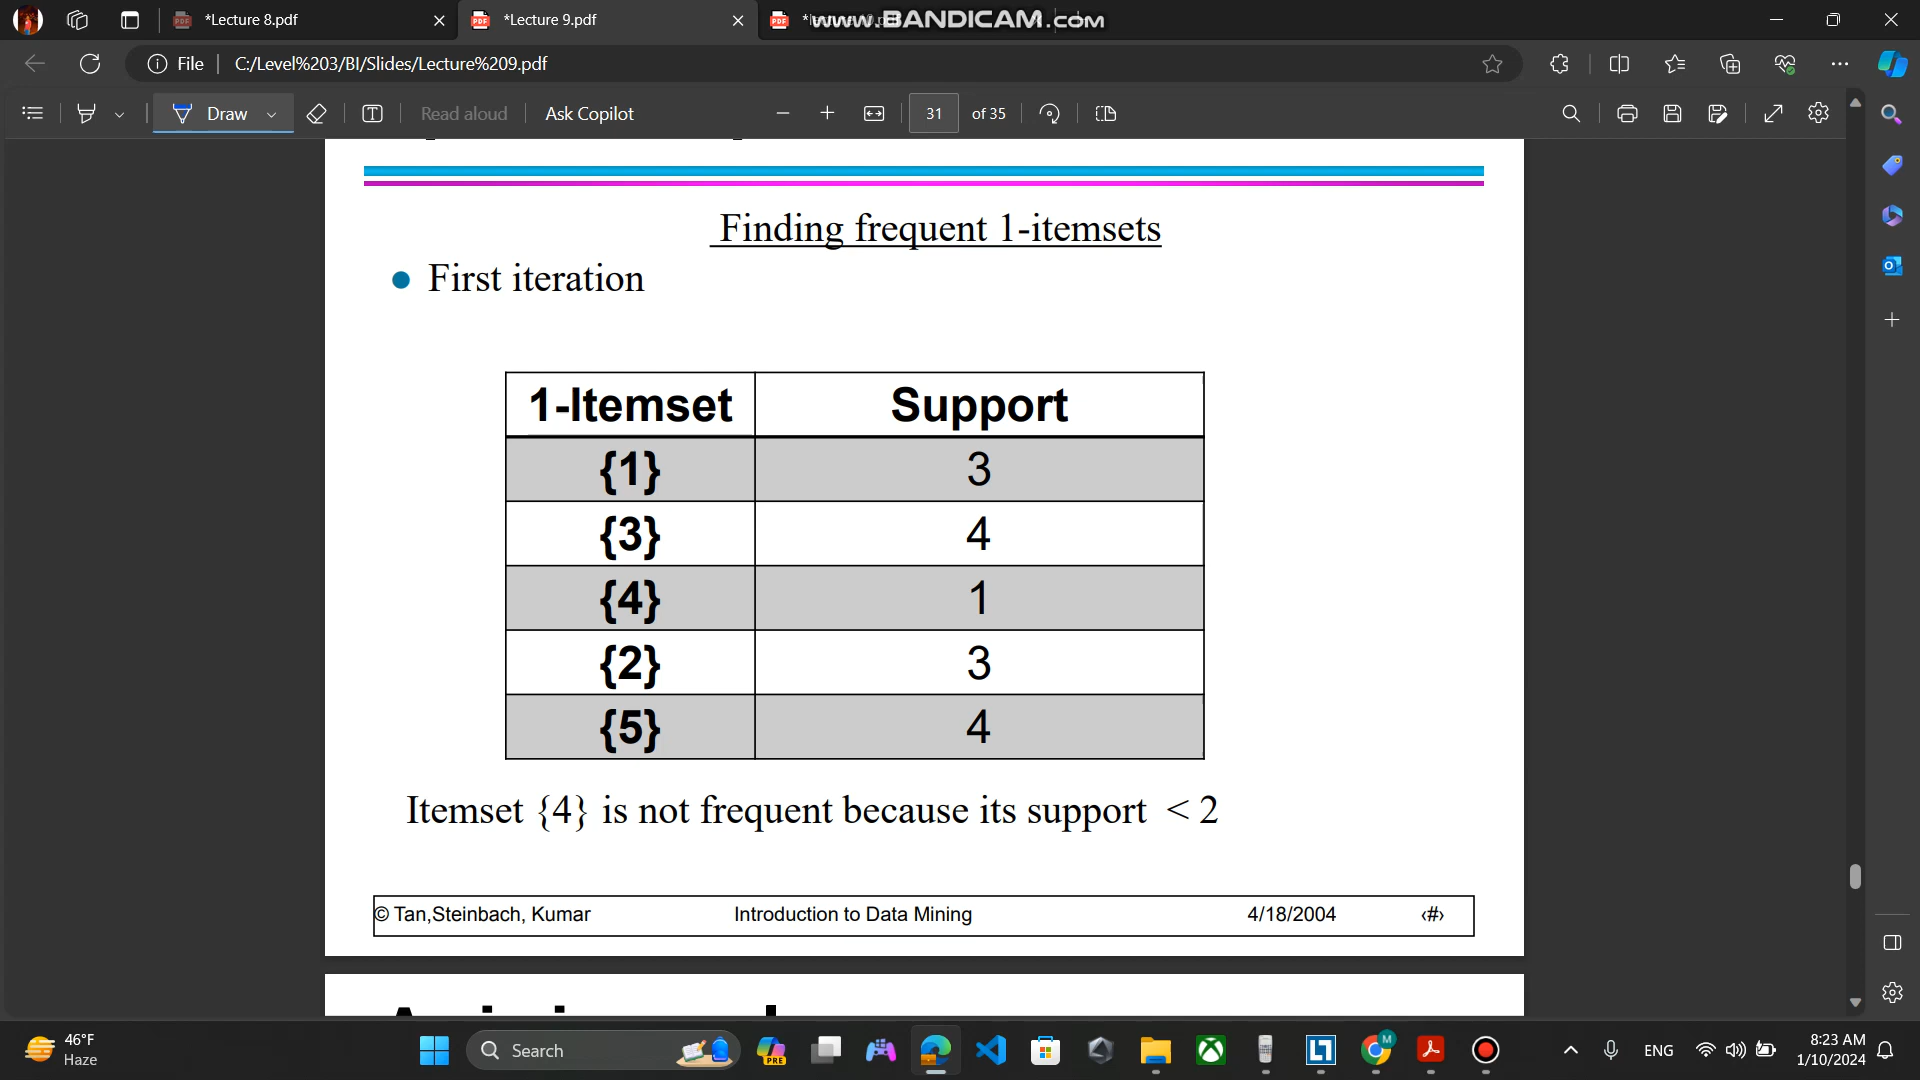 *Lecture 8.pdf
*Lecture 9.pdf
www.BANDICAM.com
File
C:/Level%203/BI/Slides/Lecture%209.pdf
Draw
Read aloud
Ask Copilot
31
of 35
Finding frequent 1-itemsets
First iteration
1-Itemset Support
{1} 3
{3} 4
{4} 1
{2} 3
{5} 4
Itemset {4} is not frequent because its support < 2
© Tan,Steinbach, Kumar Introduction to Data Mining 4/18/2004 ‹#›
46°F
Haze
Search
PRE
M
ENG
8:23 AM
1/10/2024